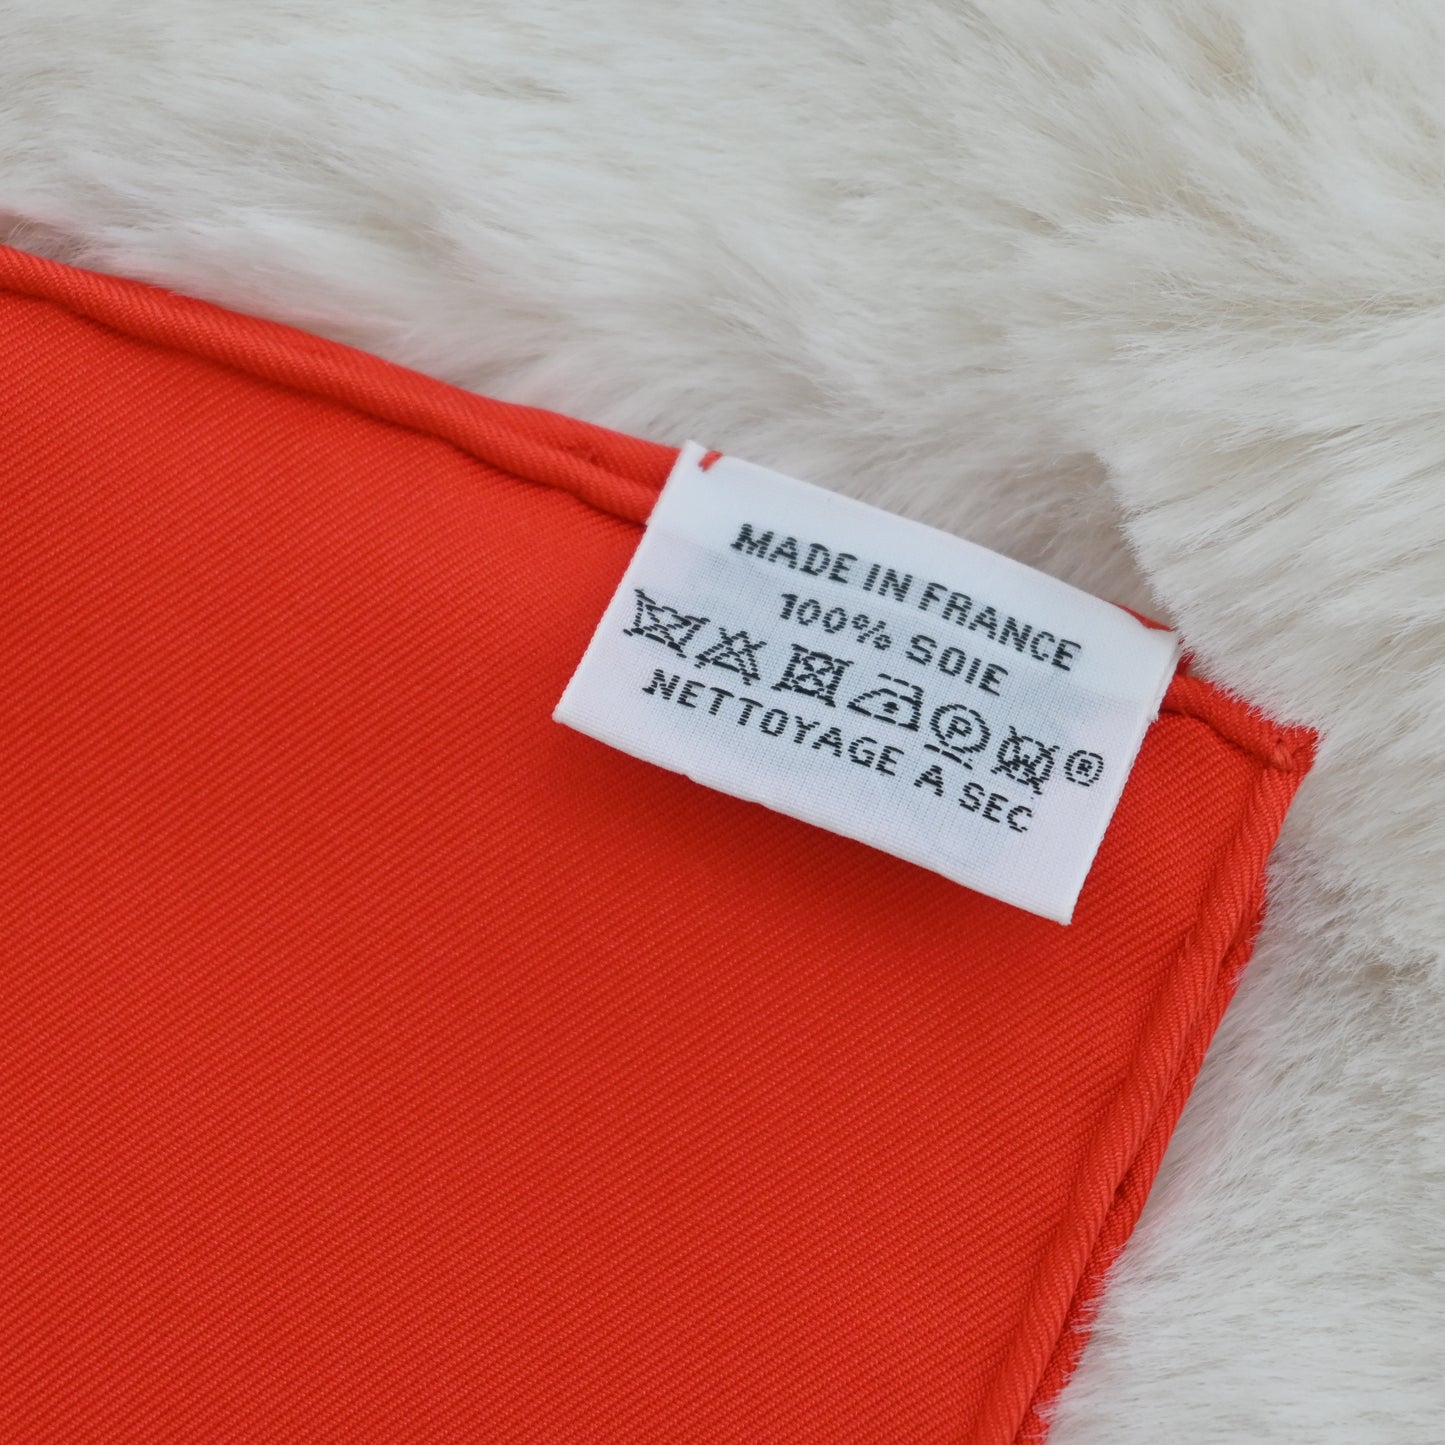 MADE IN FRANCE
100% SOIE
P ®
NETTOYAGE A SEC